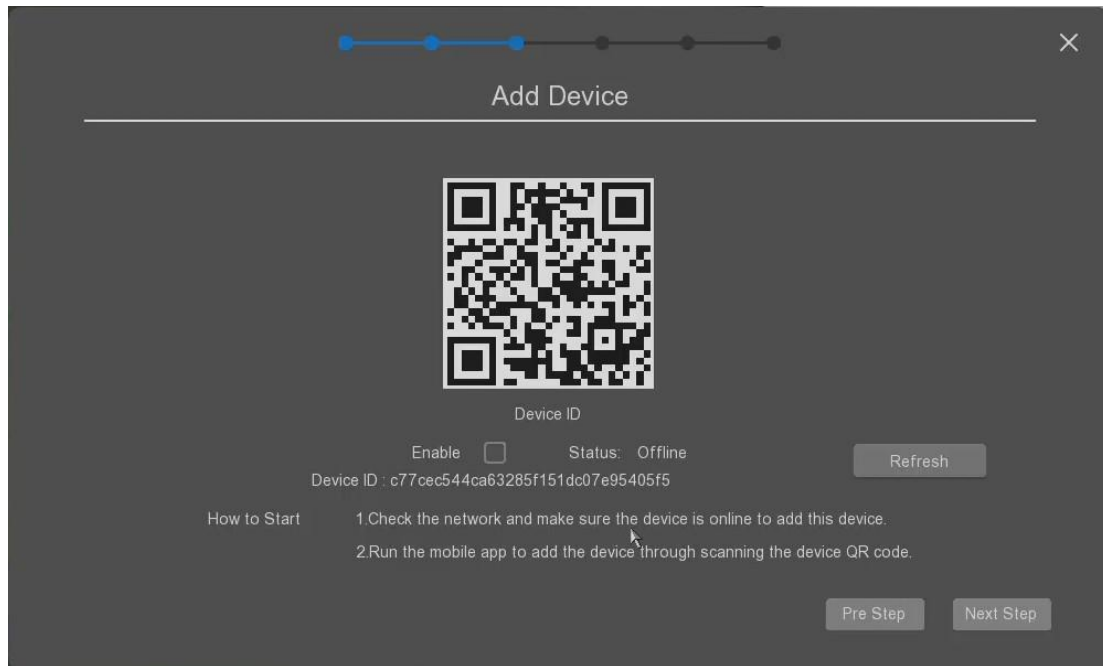 Add Device
Device ID
Enable Status: Offline
Refresh
Device ID : c77cec544ca63285f151dc07e95405f5
How to Start 1.Check the network and make sure the device is online to add this device.
2.Run the mobile app to add the device through scanning the device QR code.
Pre Step Next Step